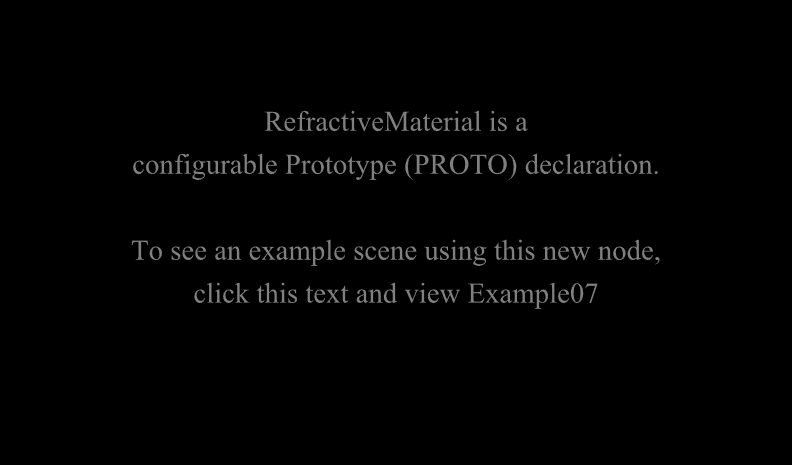 RefractiveMaterial is a
configurable Prototype (PROTO) declaration.
To see an example scene using this new node,
click this text and view Example07